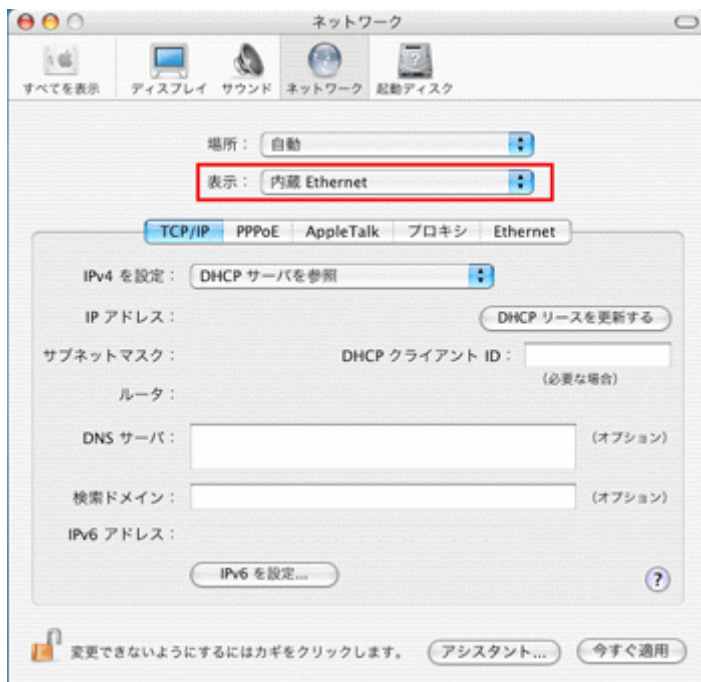 ネットワーク
すべてを表示 ディスプレイ サウンド ネットワーク 起動ディスク
場所： 自動
表示： 内蔵 Ethernet
TCP/IP PPPoE AppleTalk プロキシ Ethernet
IPv4 を設定： DHCP サーバを参照
IP アドレス： DHCP リースを更新する
サブネットマスク： DHCP クライアント ID：
(必要な場合)
ルータ：
DNS サーバ： (オプション)
検索ドメイン： (オプション)
IPv6 アドレス：
IPv6 を設定...
?
変更できないようにするにはカギをクリックします。 アシスタント... 今すぐ適用